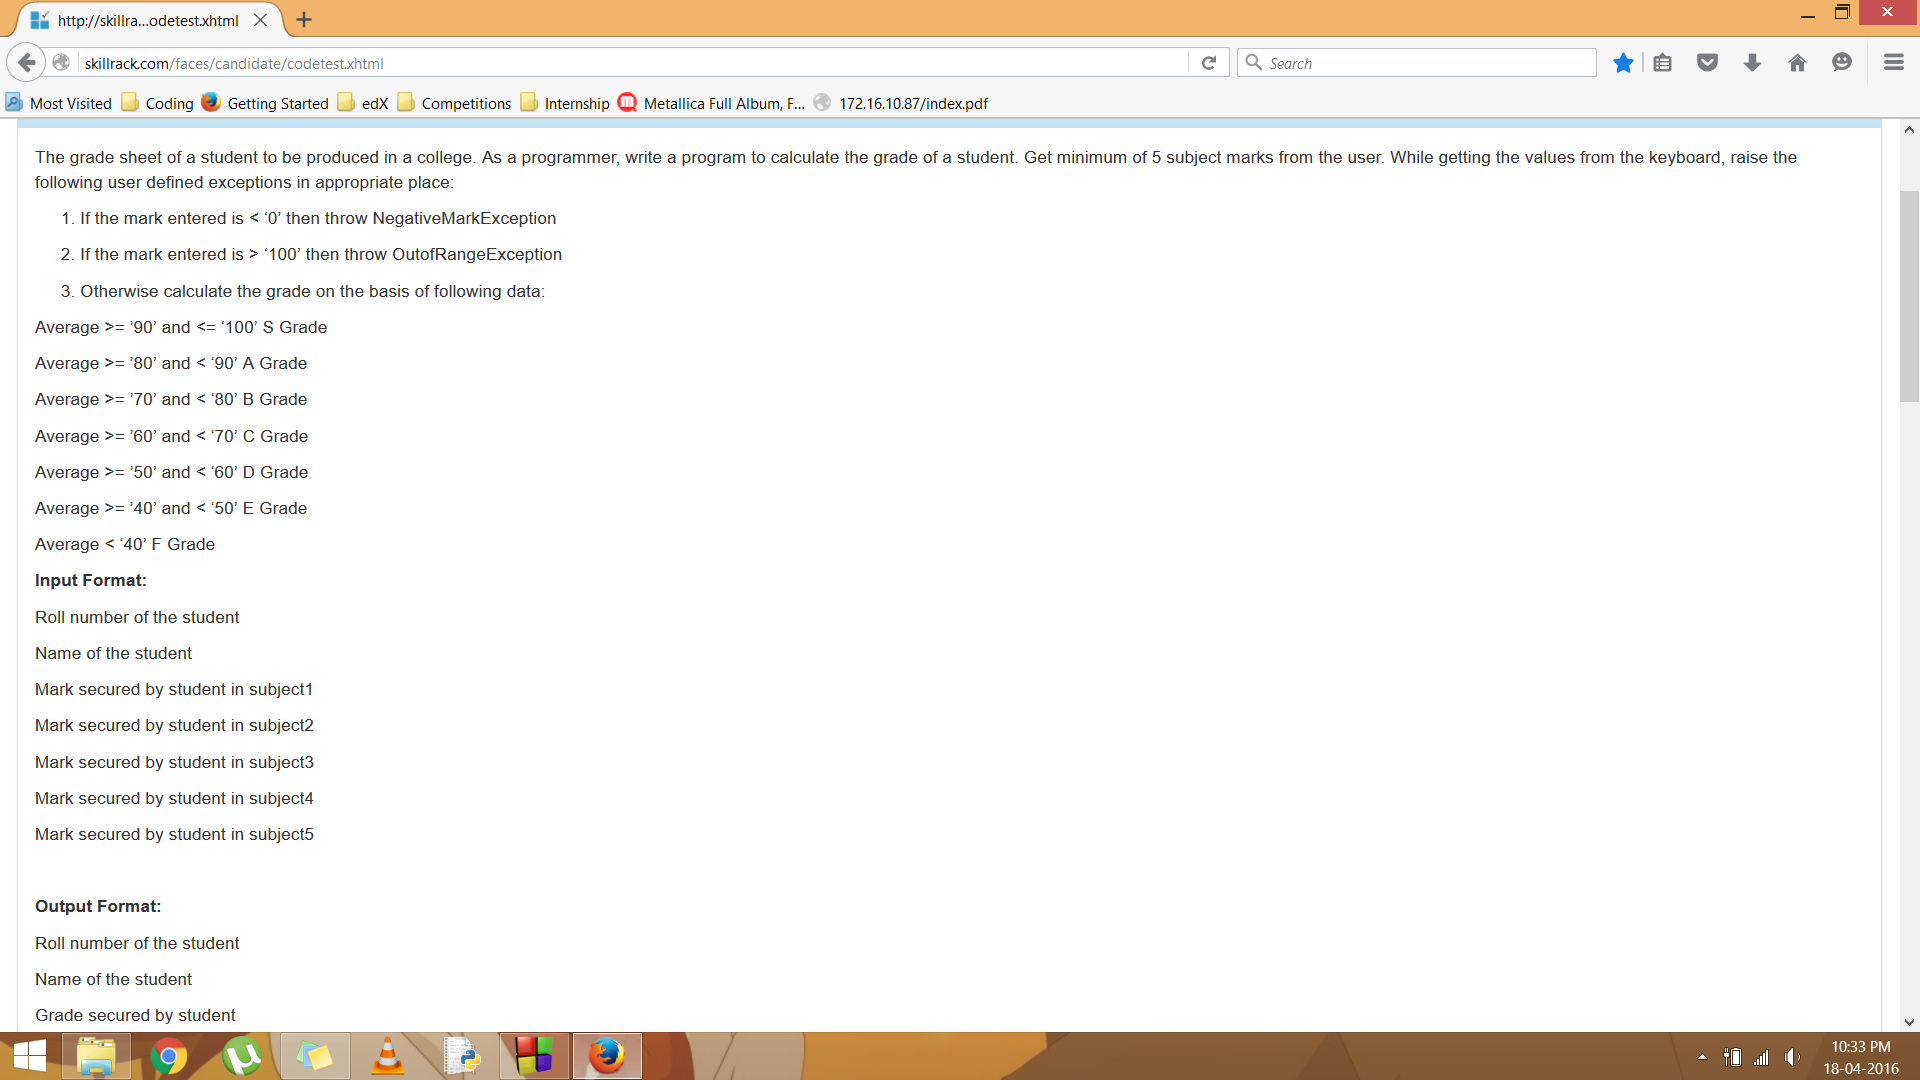 http://skillra...odetest.xhtml
skillrack.com/faces/candidate/codetest.xhtml
Search
Most Visited Coding Getting Started edX Competitions Internship Metallica Full Album, F... 172.16.10.87/index.pdf
The grade sheet of a student to be produced in a college. As a programmer, write a program to calculate the grade of a student. Get minimum of 5 subject marks from the user. While getting the values from the keyboard, raise the
following user defined exceptions in appropriate place:
1. If the mark entered is < ‘0’ then throw NegativeMarkException
2. If the mark entered is > ‘100’ then throw OutofRangeException
3. Otherwise calculate the grade on the basis of following data:
Average >= ’90’ and <= ‘100’ S Grade
Average >= ’80’ and < ‘90’ A Grade
Average >= ’70’ and < ‘80’ B Grade
Average >= ’60’ and < ‘70’ C Grade
Average >= ’50’ and < ‘60’ D Grade
Average >= ’40’ and < ‘50’ E Grade
Average < ‘40’ F Grade
Input Format:
Roll number of the student
Name of the student
Mark secured by student in subject1
Mark secured by student in subject2
Mark secured by student in subject3
Mark secured by student in subject4
Mark secured by student in subject5
Output Format:
Roll number of the student
Name of the student
Grade secured by student
10:33 PM
18-04-2016